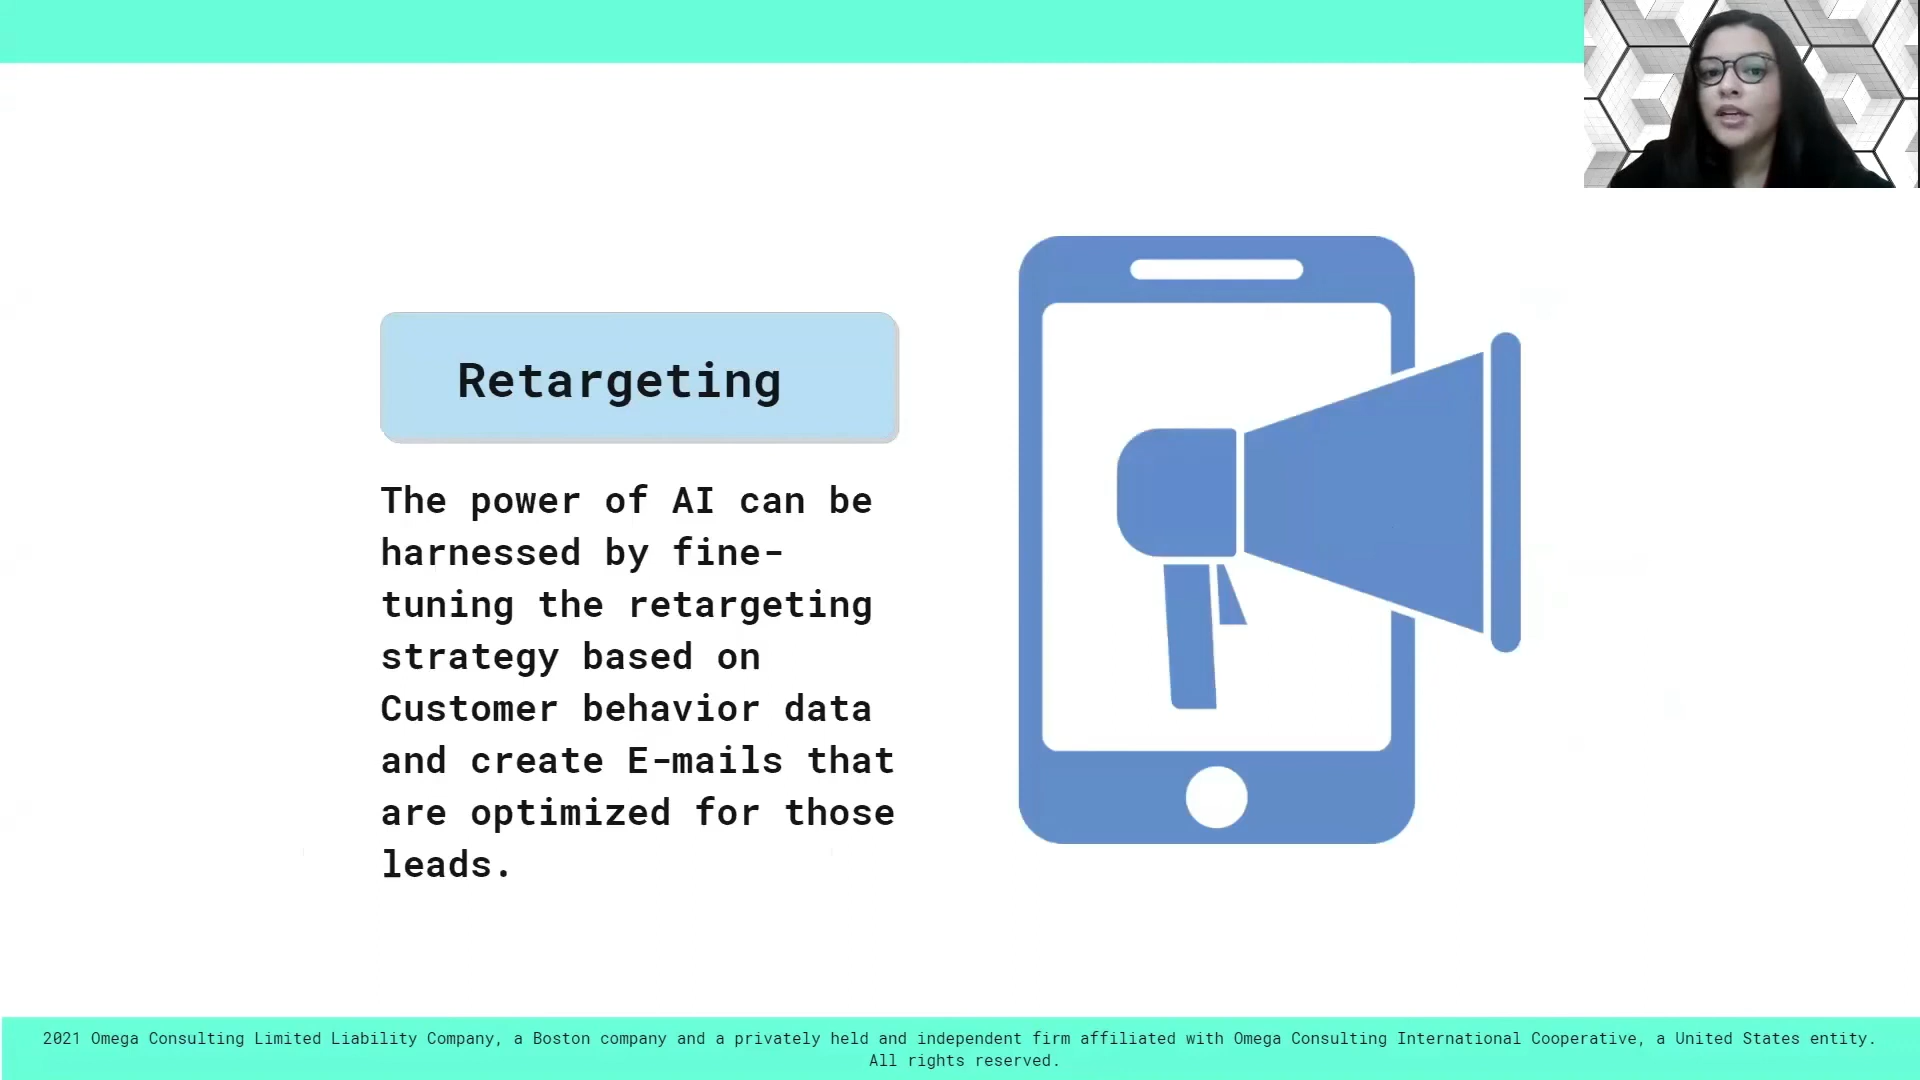 Retargeting
The power of AI can be
harnessed by fine-
tuning the retargeting
strategy based on
Customer behavior data
and create E-mails that
are optimized for those
leads.
2021 Omega Consulting Limited Liability Company, a Boston company and a privately held and independent firm affiliated with Omega Consulting International Cooperative, a United States entity.
All rights reserved.